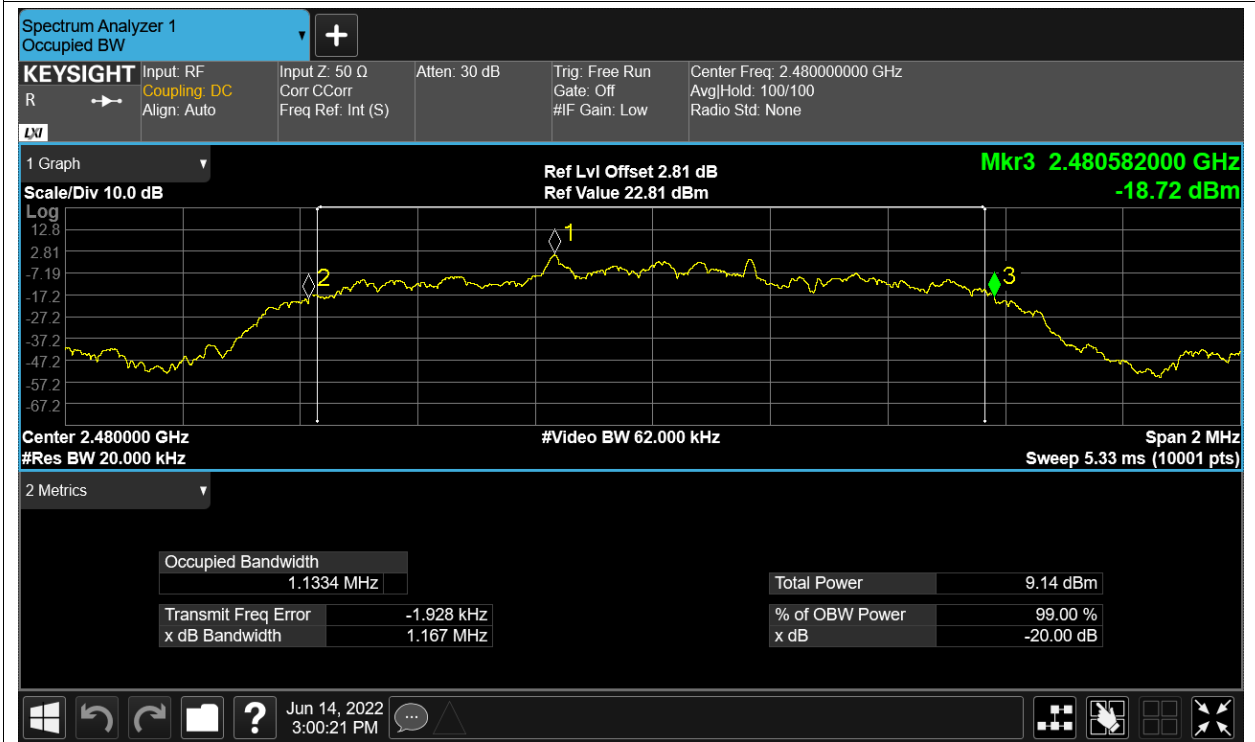 Spectrum Analyzer 1
Occupied BW
KEYSIGHT
R
LXI
Input: RF
Coupling: DC
Align: Auto
Input Z: 50 Ω
Corr CCorr
Freq Ref: Int (S)
Atten: 30 dB
Trig: Free Run
Gate: Off
#IF Gain: Low
Center Freq: 2.480000000 GHz
Avg|Hold: 100/100
Radio Std: None
1 Graph
Scale/Div 10.0 dB
Ref Lvl Offset 2.81 dB
Ref Value 22.81 dBm
Mkr3 2.480582000 GHz
-18.72 dBm
Log
12.8
2.81
-7.19
-17.2
-27.2
-37.2
-47.2
-57.2
-67.2
1
2
3
Center 2.480000 GHz
#Video BW 62.000 kHz
Span 2 MHz
#Res BW 20.000 kHz
Sweep 5.33 ms (10001 pts)
2 Metrics
Occupied Bandwidth
1.1334 MHz
Transmit Freq Error -1.928 kHz
x dB Bandwidth 1.167 MHz
Total Power 9.14 dBm
% of OBW Power 99.00 %
x dB -20.00 dB
?
Jun 14, 2022
3:00:21 PM